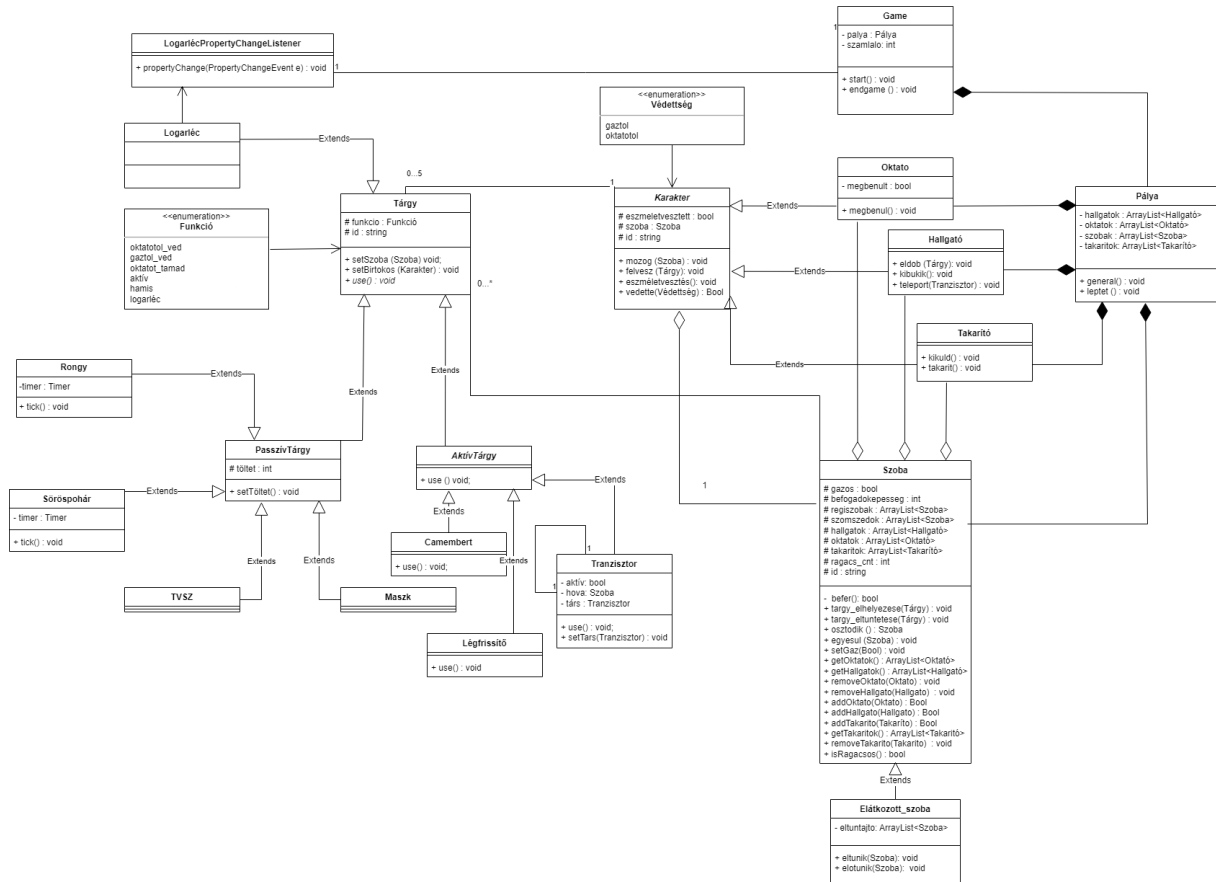 Game
- palya : Pálya
- szamlalo: int
+ start() : void
+ endgame () : void
1
LogarlécPropertyChangeListener
+ propertyChange(PropertyChangeEvent e) : void
1
Logarléc
Extends
<<enumeration>>
Védettség
gaztol
oktatotol
0...5
1
Tárgy
# funkcio : Funkció
# id : string
+ setSzoba (Szoba) void;
+ setBirtokos (Karakter) : void
+ use() : void
0...*
<<enumeration>>
Funkció
oktatotol_ved
gaztol_ved
oktatot_tamad
aktív
hamis
logarléc
Karakter
# eszmeletvesztett : bool
# szoba : Szoba
# id : string
+ mozog (Szoba) : void
+ felvesz (Tárgy): void
+ eszméletvesztés(): void
+ vedette(Védettség) : Bool
Extends
Oktato
- megbenult : bool
+ megbenul() : void
Extends
Hallgató
+ eldob (Tárgy): void
+ kibukik() : void
+ teleport(Tranzisztor) : void
Extends
Takarító
+ kikuld() : void
+ takarit() : void
Pálya
- hallgatok : ArrayList<Hallgató>
- oktatok : ArrayList<Oktató>
- szobak : ArrayList<Szoba>
- takaritok: ArrayList<Takarító>
+ general() : void
+ leptet () : void
Rongy
-timer : Timer
+ tick() : void
Extends
Extends
Extends
PasszívTárgy
# töltet : int
+ setTöltet() : void
Söröspohár
- timer : Timer
+ tick() : void
Extends
Extends
Extends
TVSZ
Maszk
AktívTárgy
+ use () void;
Extends
Extends
Extends
Camembert
+ use() : void;
Tranzisztor
- aktív: bool
- hova: Szoba
- társ : Tranzisztor
+ use() : void;
+ setTars(Tranzisztor) : void
1
1
Légfrissítő
+ use() : void
1
Szoba
# gazos : bool
# befogadokepesseg : int
# regiszobak : ArrayList<Szoba>
# szomszedok : ArrayList<Szoba>
# hallgatok : ArrayList<Hallgató>
# oktatok : ArrayList<Oktató>
# takaritok: ArrayList<Takarító>
# ragacs_cnt : int
# id : string
- befer(): bool
+ targy_elhelyezese(Tárgy) : void
+ targy_eltuntetese(Tárgy) : void
+ osztodik () : Szoba
+ egyesul (Szoba) : void
+ setGaz(Bool) : void
+ getOktatok() : ArrayList<Oktató>
+ getHallgatok() : ArrayList<Hallgató>
+ removeOktato(Oktato) : void
+ removeHallgato(Hallgato) : void
+ addOktato(Oktato) : Bool
+ addHallgato(Hallgato) : Bool
+ addTakarito(Takaríto) : Bool
+ getTakaritok() : ArrayList<Takaritó>
+ removeTakarito(Takaríto) : void
+ isRagacsos() : bool
Extends
Elátkozott_szoba
- eltuntajto: ArrayList<Szoba>
+ eltunik(Szoba): void
+ elotunik(Szoba): void